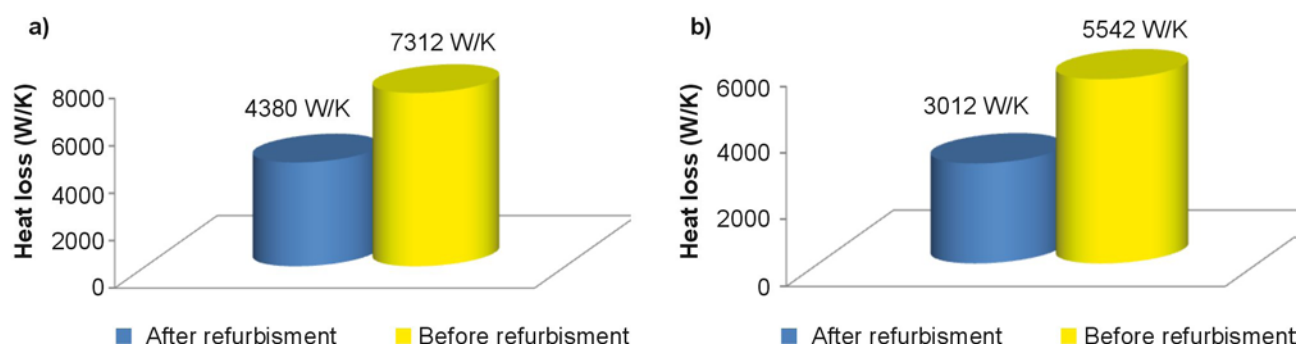 a)
7312 W/K
4380 W/K
Heat loss (W/K)
8000
6000
4000
2000
0
After refurbisment
Before refurbisment
b)
5542 W/K
3012 W/K
Heat loss (W/K)
6000
4000
2000
0
After refurbisment
Before refurbisment